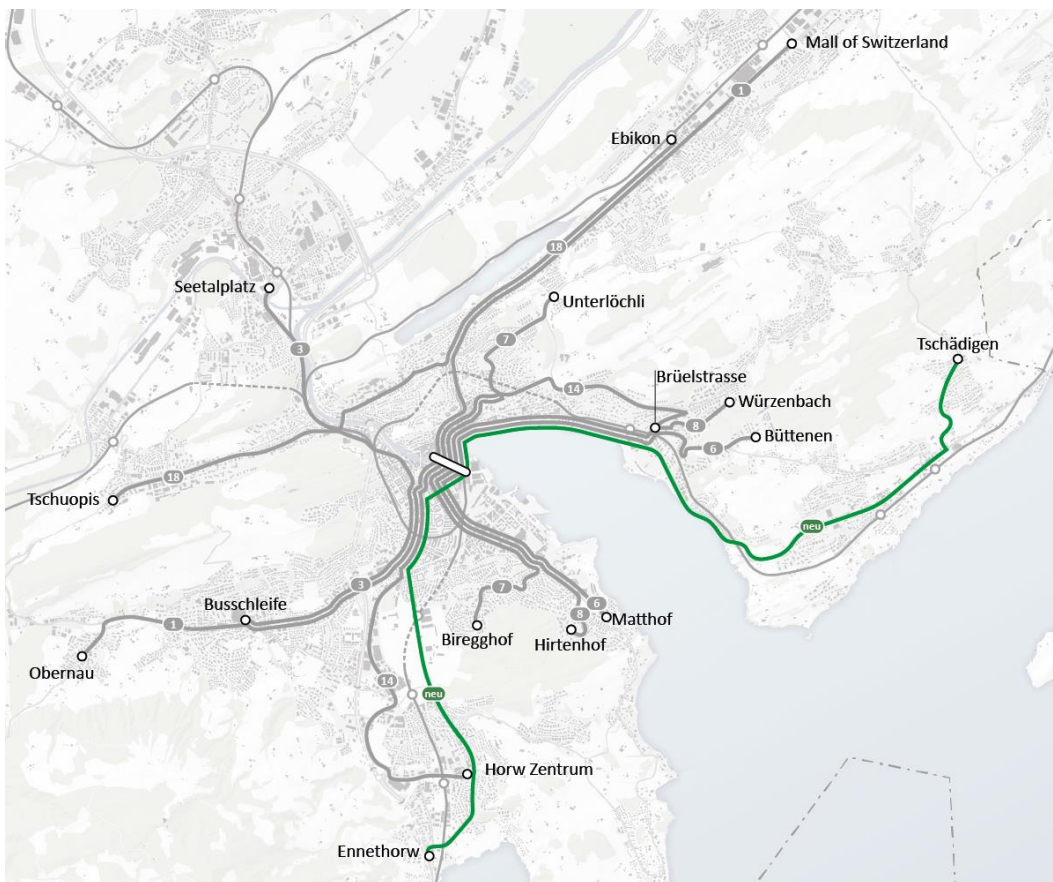 Mall of Switzerland
1
Ebikon
18
Seetalplatz
Unterlöchli
7
3
Tschädigen
Brüelstrasse
14
Würzenbach
8
Büttenen
6
18
Tschuopis
neu
3
7
Busschleife
6
1
8
Matthof
Biregghof
Hirtenhof
Obernau
14
neu
Horw Zentrum
Ennethorw